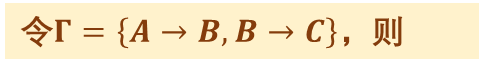 令Γ = {A → B, B → C}，则